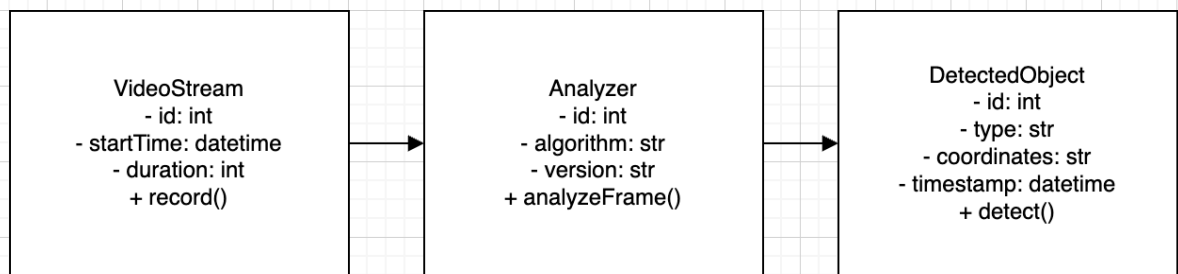 VideoStream
- id: int
- startTime: datetime
- duration: int
+ record()
Analyzer
- id: int
- algorithm: str
- version: str
+ analyzeFrame()
DetectedObject
- id: int
- type: str
- coordinates: str
- timestamp: datetime
+ detect()